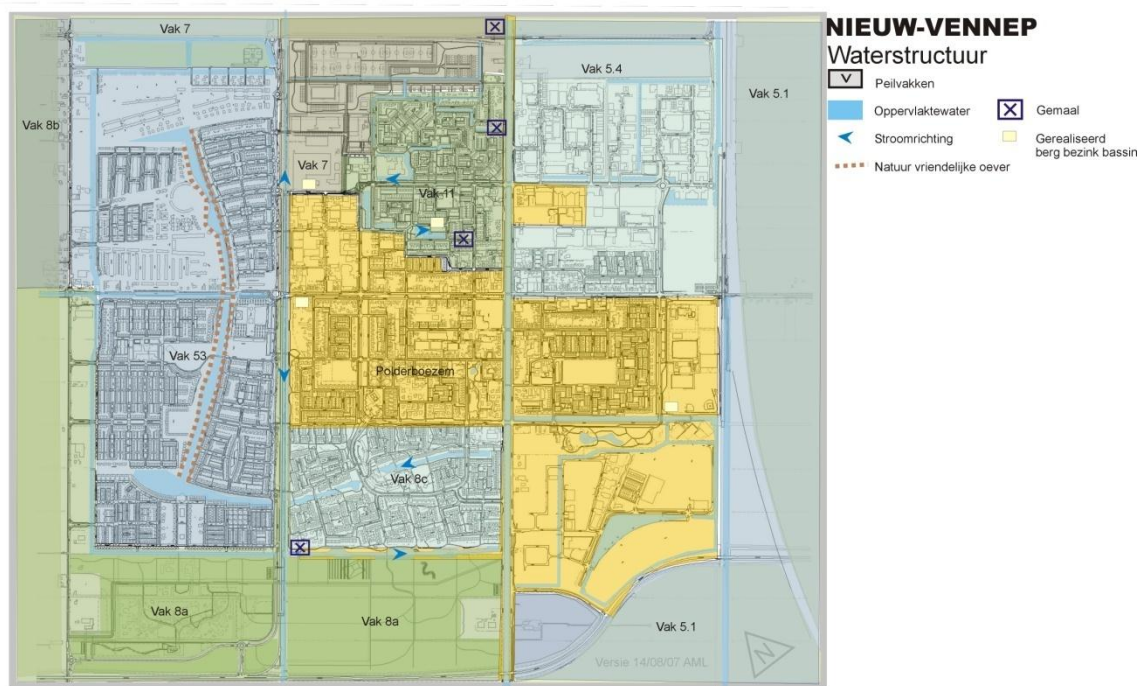 NIEUW-VENNEP
Waterstructuur
V Peilvakken
Oppervlaktewater
Gemaal
Stroomrichting
Gerealiseerd
berg bezink bassin
Natuur vriendelijke oever
Vak 7
Vak 5.4
Vak 5.1
Vak 8b
Vak 7
Vak 11
Vak 53
Polderboezem
Vak 8c
Vak 8a
Vak 8a
Vak 5.1
N
Versie 14/08/07 AML